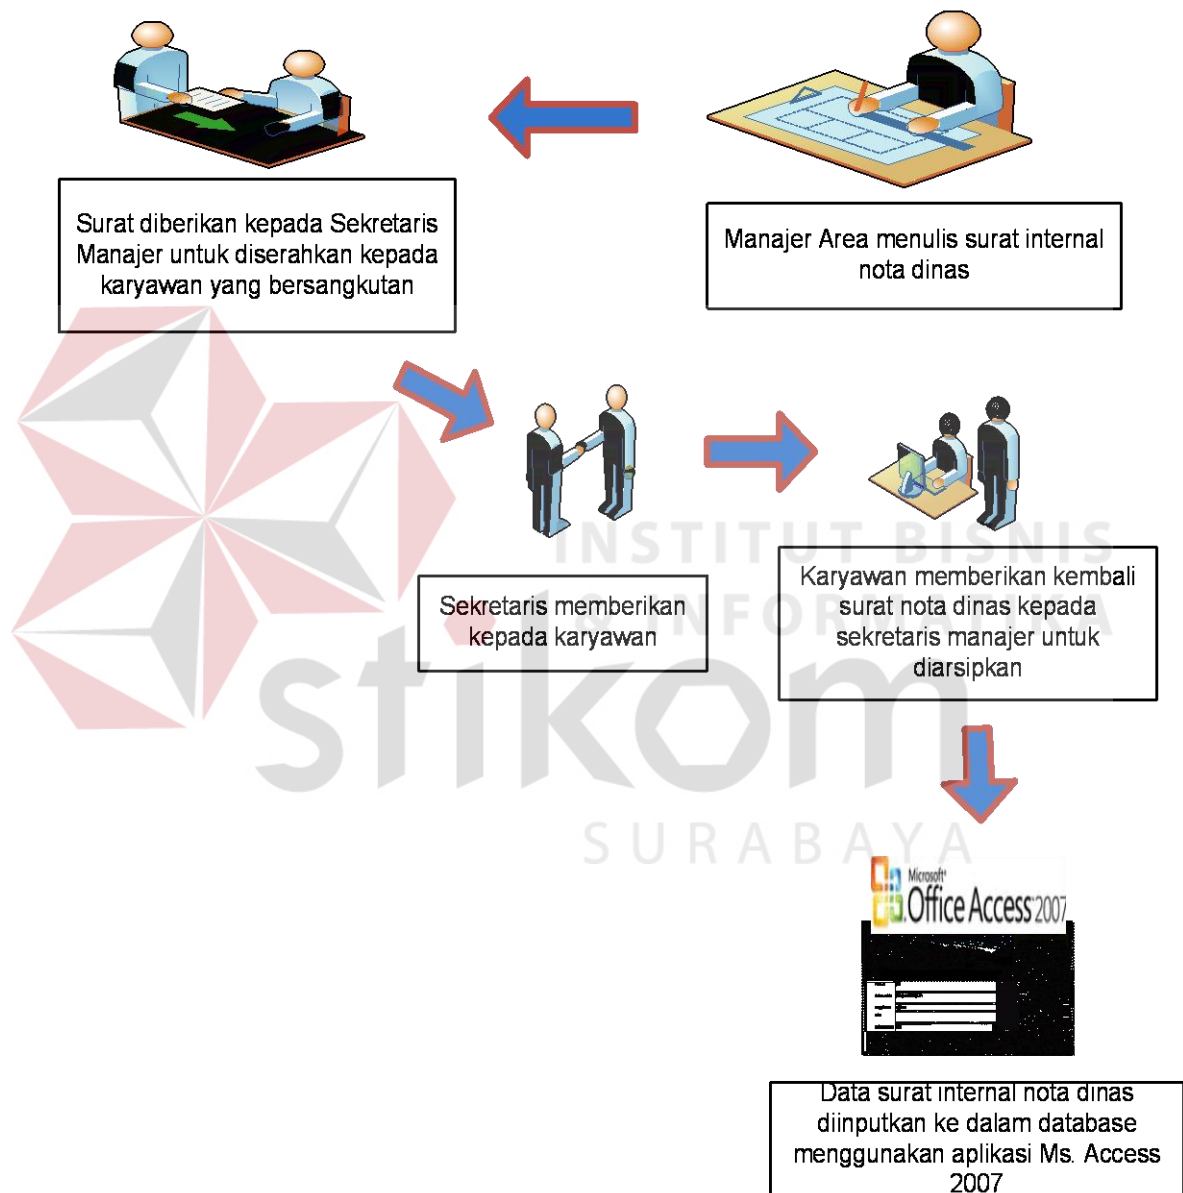 Surat diberikan kepada Sekretaris
Manajer untuk diserahkan kepada
karyawan yang bersangkutan
Manajer Area menulis surat internal
nota dinas
INSTITUT BISNIS
& INFORMATIKA
stikom
SURABAYA
Sekretaris memberikan
kepada karyawan
Karyawan memberikan kembali
surat nota dinas kepada
sekretaris manajer untuk
diarsipkan
Microsoft
Office Access 2007
Data surat internal nota dinas
diinputkan ke dalam database
menggunakan aplikasi Ms. Access
2007